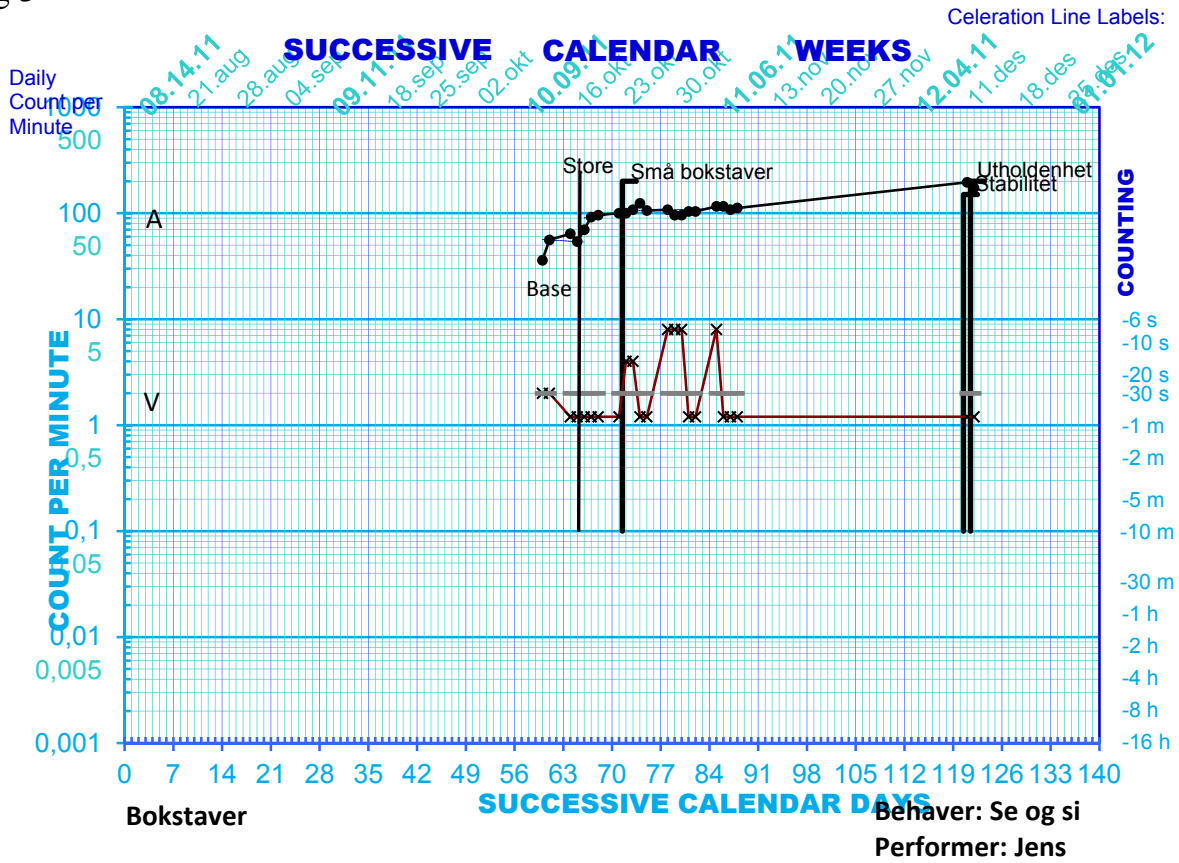 Celeration Line Labels:
SUCCESSIVE CALENDAR WEEKS
08.14.11 21.aug 28.aug 04.sep 09.11.11 18.sep 25.sep 02.okt 10.09.11 16.okt 23.okt 30.okt 11.06.11 13.nov 20.nov 27.nov 12.04.11 11.des 18.des 25.des 01.01.12
Daily
Count per
Minute
1000
500
100
50
10
5
1
0,5
0,1
0,05
0,01
0,005
0,001
COUNT PER MINUTE
A
V
Store
Små bokstaver
Utholdenhet
Stabilitet
Base
COUNTING
-6 s
-10 s
-20 s
-30 s
-1 m
-2 m
-5 m
-10 m
-30 m
-1 h
-2 h
-4 h
-8 h
-16 h
0 7 14 21 28 35 42 49 56 63 70 77 84 91 98 105 112 119 126 133 140
SUCCESSIVE CALENDAR DAYS
Bokstaver
Behaver: Se og si
Performer: Jens